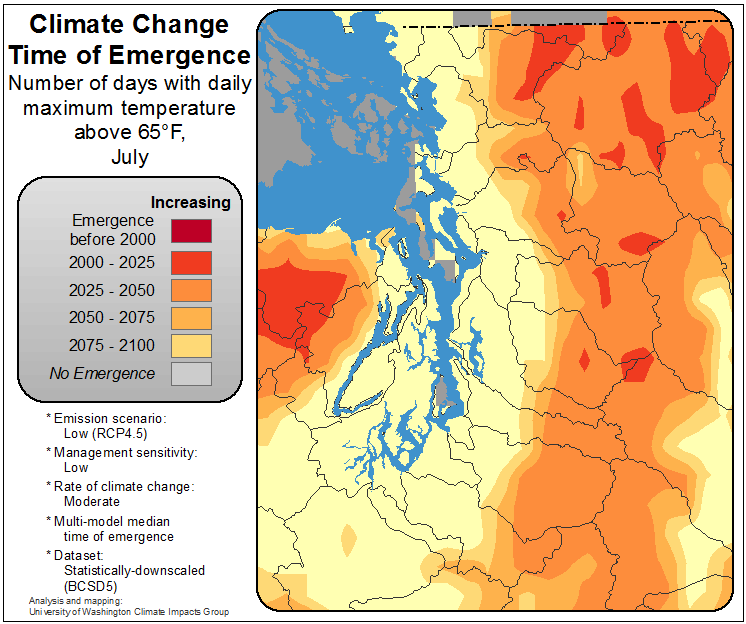 Climate Change
Time of Emergence
Number of days with daily
maximum temperature
above 65°F,
July
Increasing
Emergence
before 2000
2000 - 2025
2025 - 2050
2050 - 2075
2075 - 2100
No Emergence
* Emission scenario:
Low (RCP4.5)
* Management sensitivity:
Low
* Rate of climate change:
Moderate
* Multi-model median
time of emergence
* Dataset:
Statistically-downscaled
(BCSD5)
Analysis and mapping:
University of Washington Climate Impacts Group